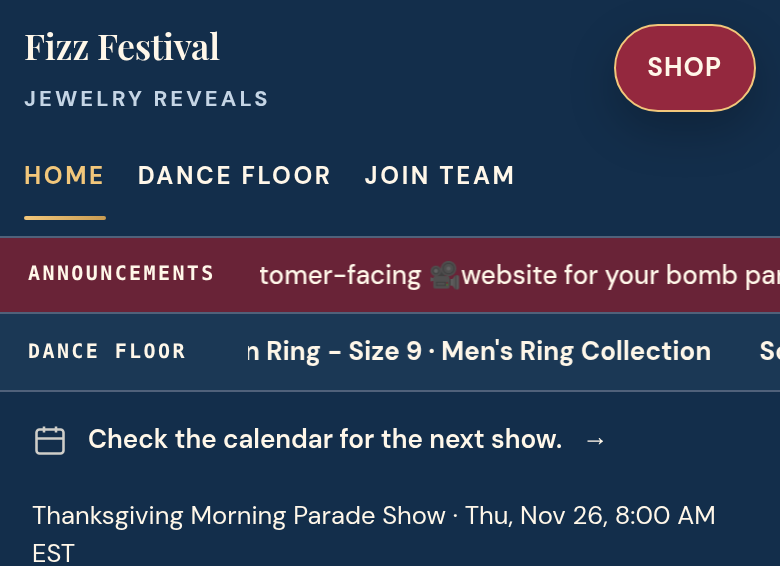 Fizz Festival
SHOP
JEWELRY REVEALS
HOME DANCE FLOOR JOIN TEAM
ANNOUNCEMENTS tomer-facing 🎥website for your bomb par
DANCE FLOOR n Ring - Size 9 · Men's Ring Collection
Check the calendar for the next show. →
Thanksgiving Morning Parade Show · Thu, Nov 26, 8:00 AM
EST